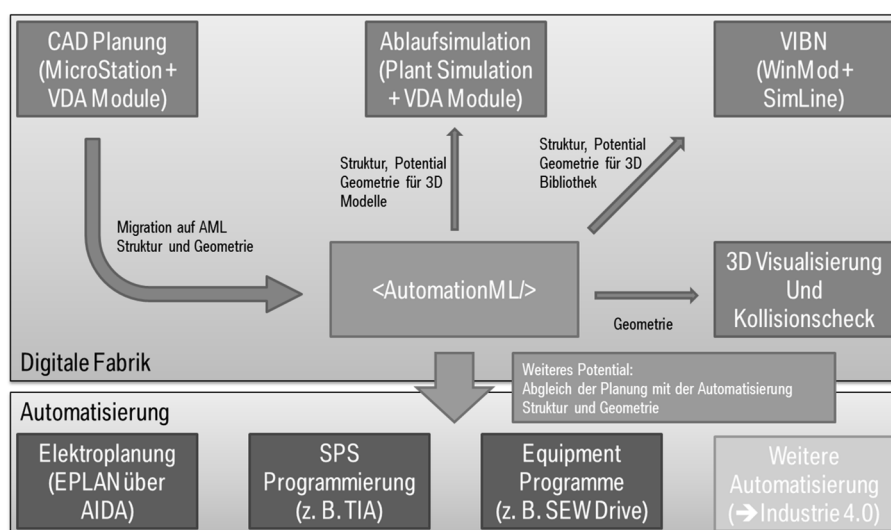 CAD Planung
(MicroStation +
VDA Module)
Ablaufsimulation
(Plant Simulation
+ VDA Module)
VIBN
(WinMod +
SimLine)
Struktur, Potential
Geometrie für 3D
Modelle
Struktur, Potential
Geometrie für 3D
Bibliothek
Migration auf AML
Struktur und Geometrie
<AutomationML/>
Geometrie
3D Visualisierung
Und
Kollisionscheck
Digitale Fabrik
Weiteres Potential:
Abgleich der Planung mit der Automatisierung
Struktur und Geometrie
Automatisierung
Elektroplanung
(EPLAN über
AIDA)
SPS
Programmierung
(z. B. TIA)
Equipment
Programme
(z. B. SEW Drive)
Weitere
Automatisierung
(➔ Industrie 4.0)